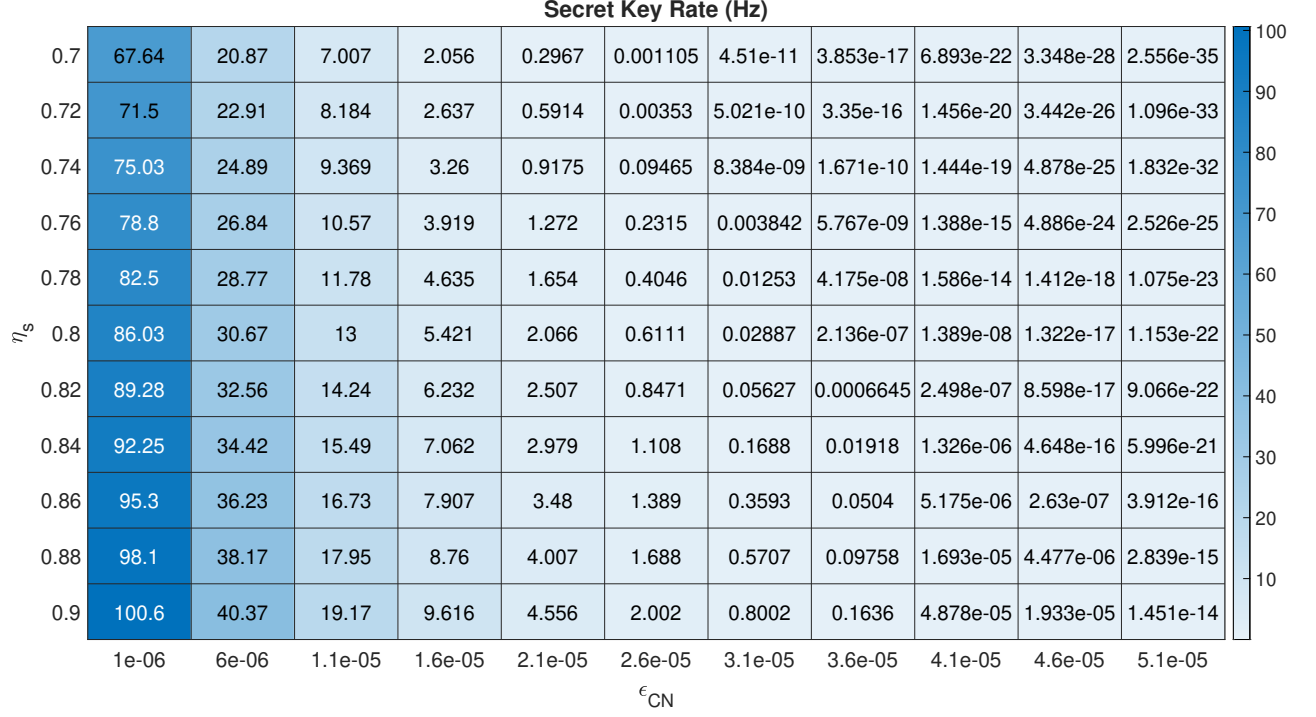 Secret Key Rate (Hz)
0.7 67.64 20.87 7.007 2.056 0.2967 0.001105 4.51e-11 3.853e-17 6.893e-22 3.348e-28 2.556e-35
0.72 71.5 22.91 8.184 2.637 0.5914 0.00353 5.021e-10 3.35e-16 1.456e-20 3.442e-26 1.096e-33
0.74 75.03 24.89 9.369 3.26 0.9175 0.09465 8.384e-09 1.671e-10 1.444e-19 4.878e-25 1.832e-32
0.76 78.8 26.84 10.57 3.919 1.272 0.2315 0.003842 5.767e-09 1.388e-15 4.886e-24 2.526e-25
0.78 82.5 28.77 11.78 4.635 1.654 0.4046 0.01253 4.175e-08 1.586e-14 1.412e-18 1.075e-23
η_s
0.8 86.03 30.67 13 5.421 2.066 0.6111 0.02887 2.136e-07 1.389e-08 1.322e-17 1.153e-22
0.82 89.28 32.56 14.24 6.232 2.507 0.8471 0.05627 0.0006645 2.498e-07 8.598e-17 9.066e-22
0.84 92.25 34.42 15.49 7.062 2.979 1.108 0.1688 0.01918 1.326e-06 4.648e-16 5.996e-21
0.86 95.3 36.23 16.73 7.907 3.48 1.389 0.3593 0.0504 5.175e-06 2.63e-07 3.912e-16
0.88 98.1 38.17 17.95 8.76 4.007 1.688 0.5707 0.09758 1.693e-05 4.477e-06 2.839e-15
0.9 100.6 40.37 19.17 9.616 4.556 2.002 0.8002 0.1636 4.878e-05 1.933e-05 1.451e-14
1e-06 6e-06 1.1e-05 1.6e-05 2.1e-05 2.6e-05 3.1e-05 3.6e-05 4.1e-05 4.6e-05 5.1e-05
ϵ_CN
100
90
80
70
60
50
40
30
20
10